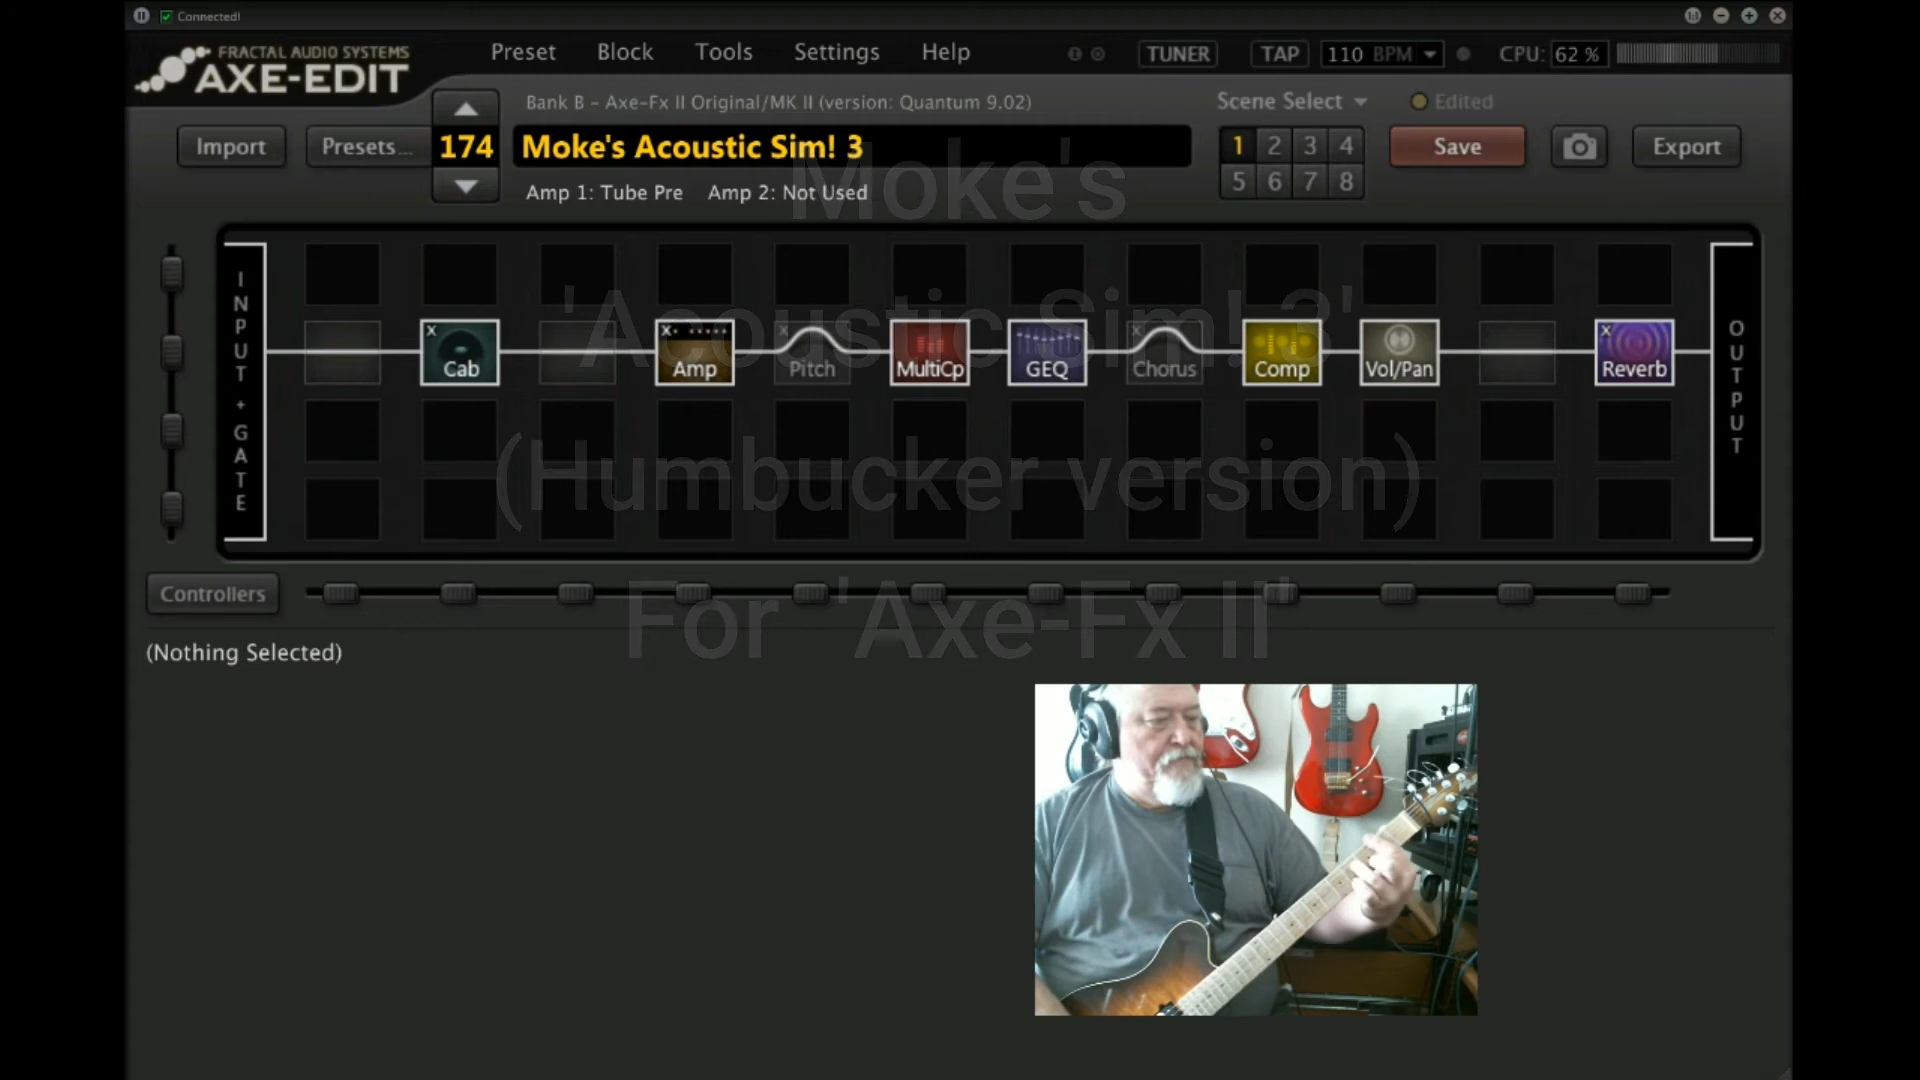 Connected!
FRACTAL AUDIO SYSTEMS
AXE-EDIT
Preset Block Tools Settings Help
TUNER TAP 110 BPM CPU: 62 %
Bank B - Axe-Fx II Original/MK II (version: Quantum 9.02)
Scene Select Edited
Import Presets... 174 Moke's Acoustic Sim! 3
1 2 3 4
5 6 7 8
Save Export
Amp 1: Tube Pre Amp 2: Not Used
Moke's
'Acoustic Sim! 3'
(Humbucker version)
For 'Axe-Fx II'
INPUT + GATE
x Cab
x Amp
x Pitch
MultiCp
GEQ
x Chorus
Comp
Vol/Pan
x Reverb
OUTPUT
Controllers
(Nothing Selected)